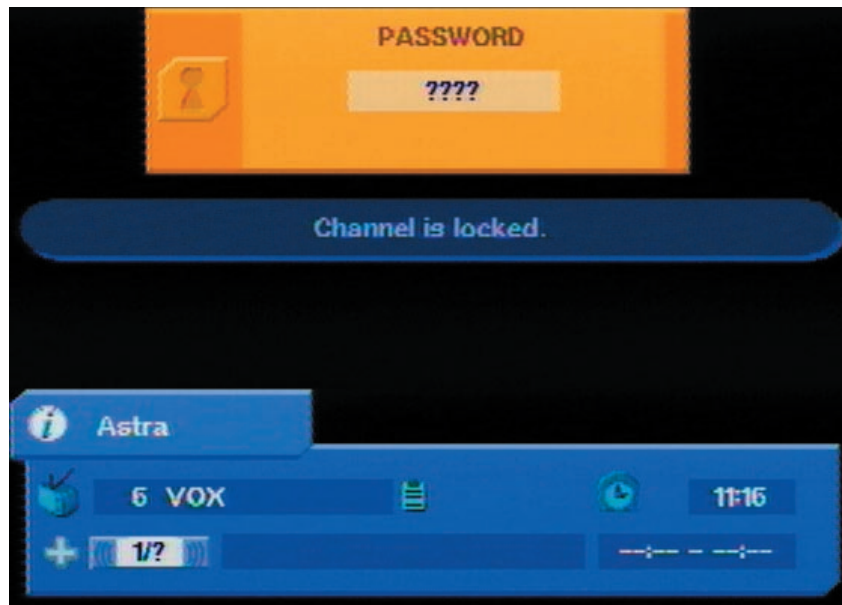 PASSWORD
????
Channel is locked.
i Astra
6 VOX 11:16
1/? --:-- – --:--